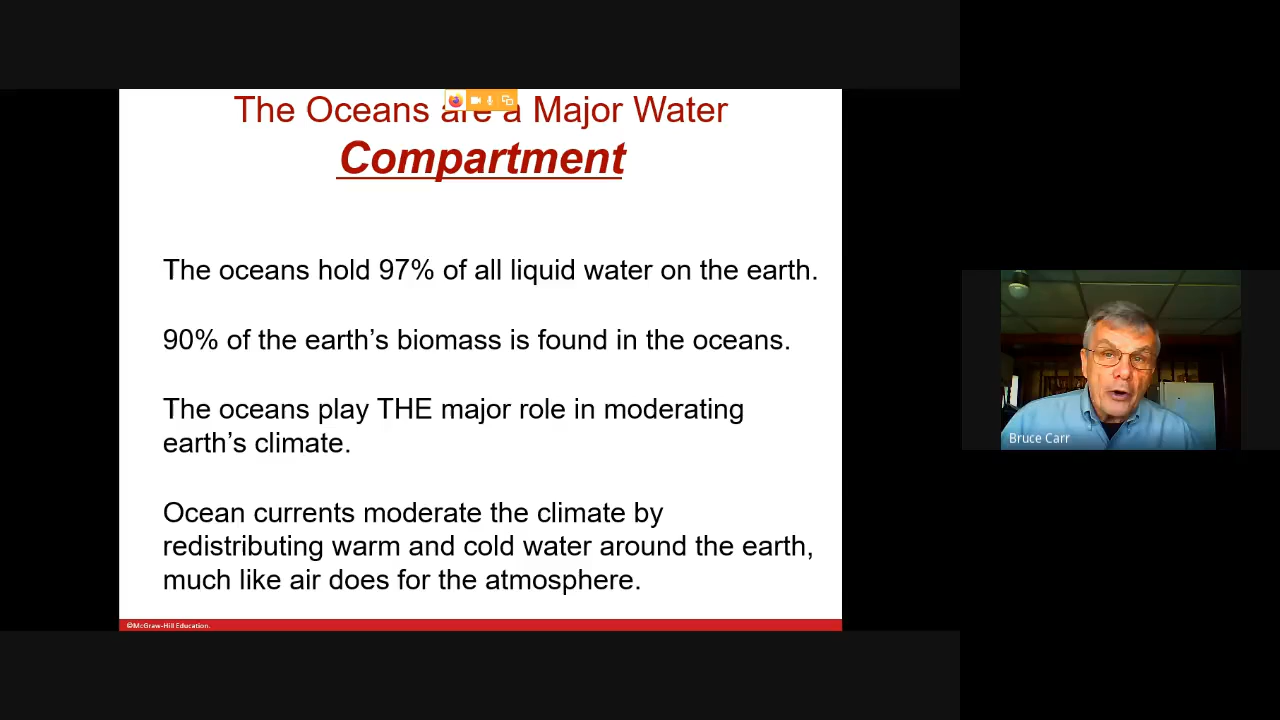 The Oceans are a Major Water
Compartment
The oceans hold 97% of all liquid water on the earth.
90% of the earth’s biomass is found in the oceans.
The oceans play THE major role in moderating
earth’s climate.
Ocean currents moderate the climate by
redistributing warm and cold water around the earth,
much like air does for the atmosphere.
©McGraw-Hill Education.
Bruce Carr